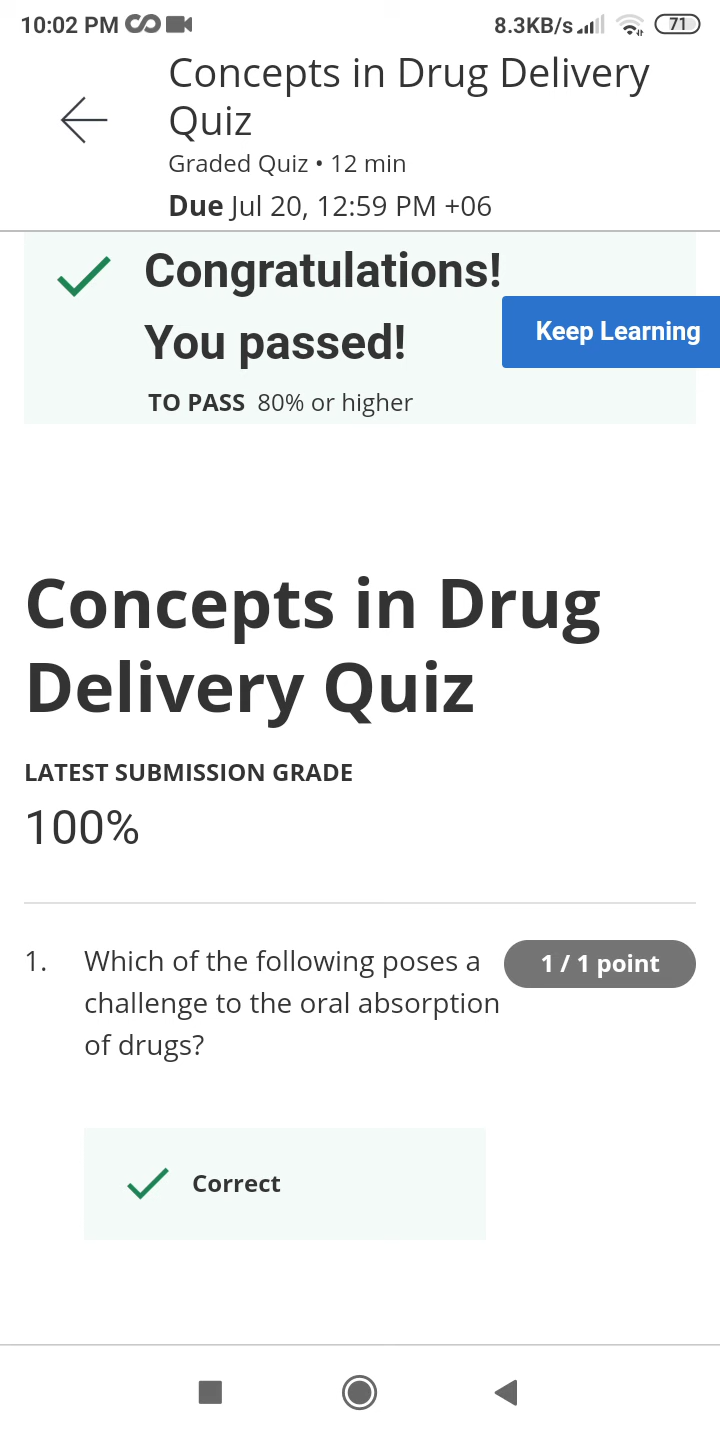 10:02 PM 8.3KB/s 71
Concepts in Drug Delivery
Quiz
Graded Quiz • 12 min
Due Jul 20, 12:59 PM +06
Congratulations!
You passed!
Keep Learning
TO PASS 80% or higher
Concepts in Drug
Delivery Quiz
LATEST SUBMISSION GRADE
100%
1. Which of the following poses a 1 / 1 point
challenge to the oral absorption
of drugs?
Correct